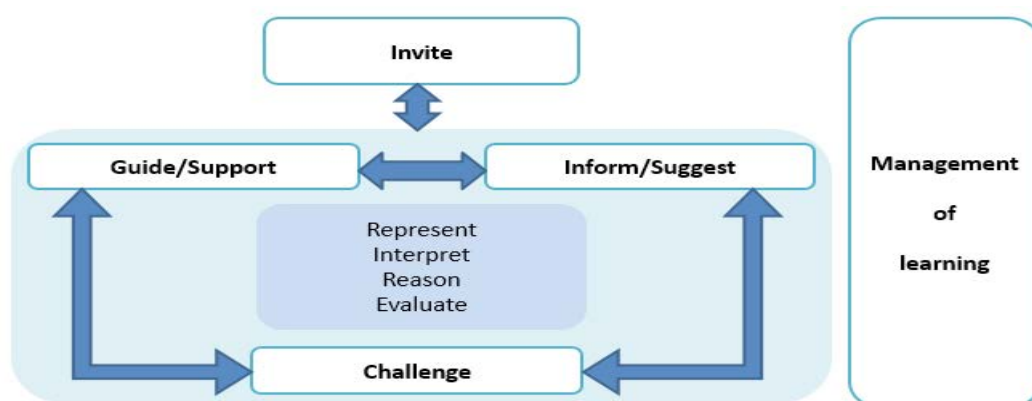 Invite
Guide/Support
Inform/Suggest
Represent
Interpret
Reason
Evaluate
Challenge
Management
of
learning